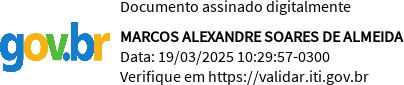 Documento assinado digitalmente
gov.br
MARCOS ALEXANDRE SOARES DE ALMEIDA
Data: 19/03/2025 10:29:57-0300
Verifique em https://validar.iti.gov.br